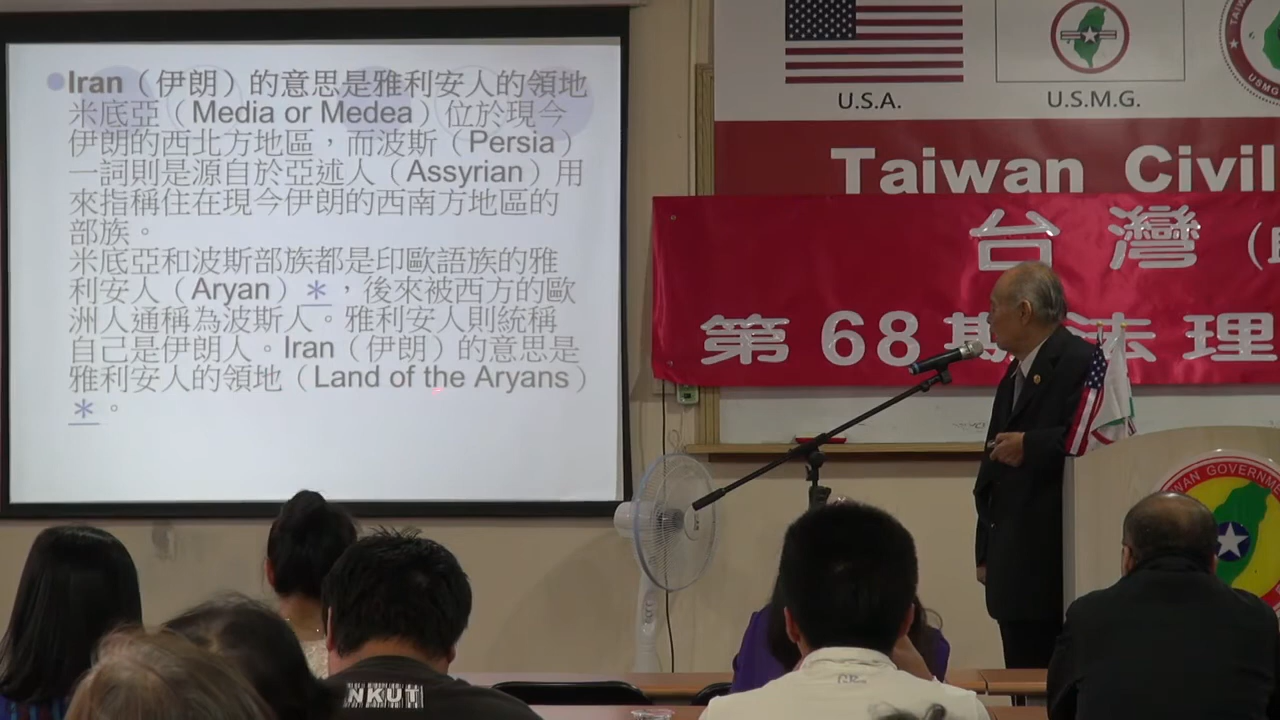 Iran（伊朗）的意思是雅利安人的領地
米底亞（Media or Medea）位於現今
伊朗的西北方地區，而波斯（Persia）
一詞則是源自於亞述人（Assyrian）用
來指稱住在現今伊朗的西南方地區的
部族。
米底亞和波斯部族都是印歐語族的雅
利安人（Aryan）*，後來被西方的歐
洲人通稱為波斯人。雅利安人則統稱
自己是伊朗人。Iran（伊朗）的意思是
雅利安人的領地（Land of the Aryans）
*。
U.S.A.
U.S.M.G.
USMG
Taiwan Civil
台灣
第68期法理
WAN GOVERNME
NKUT